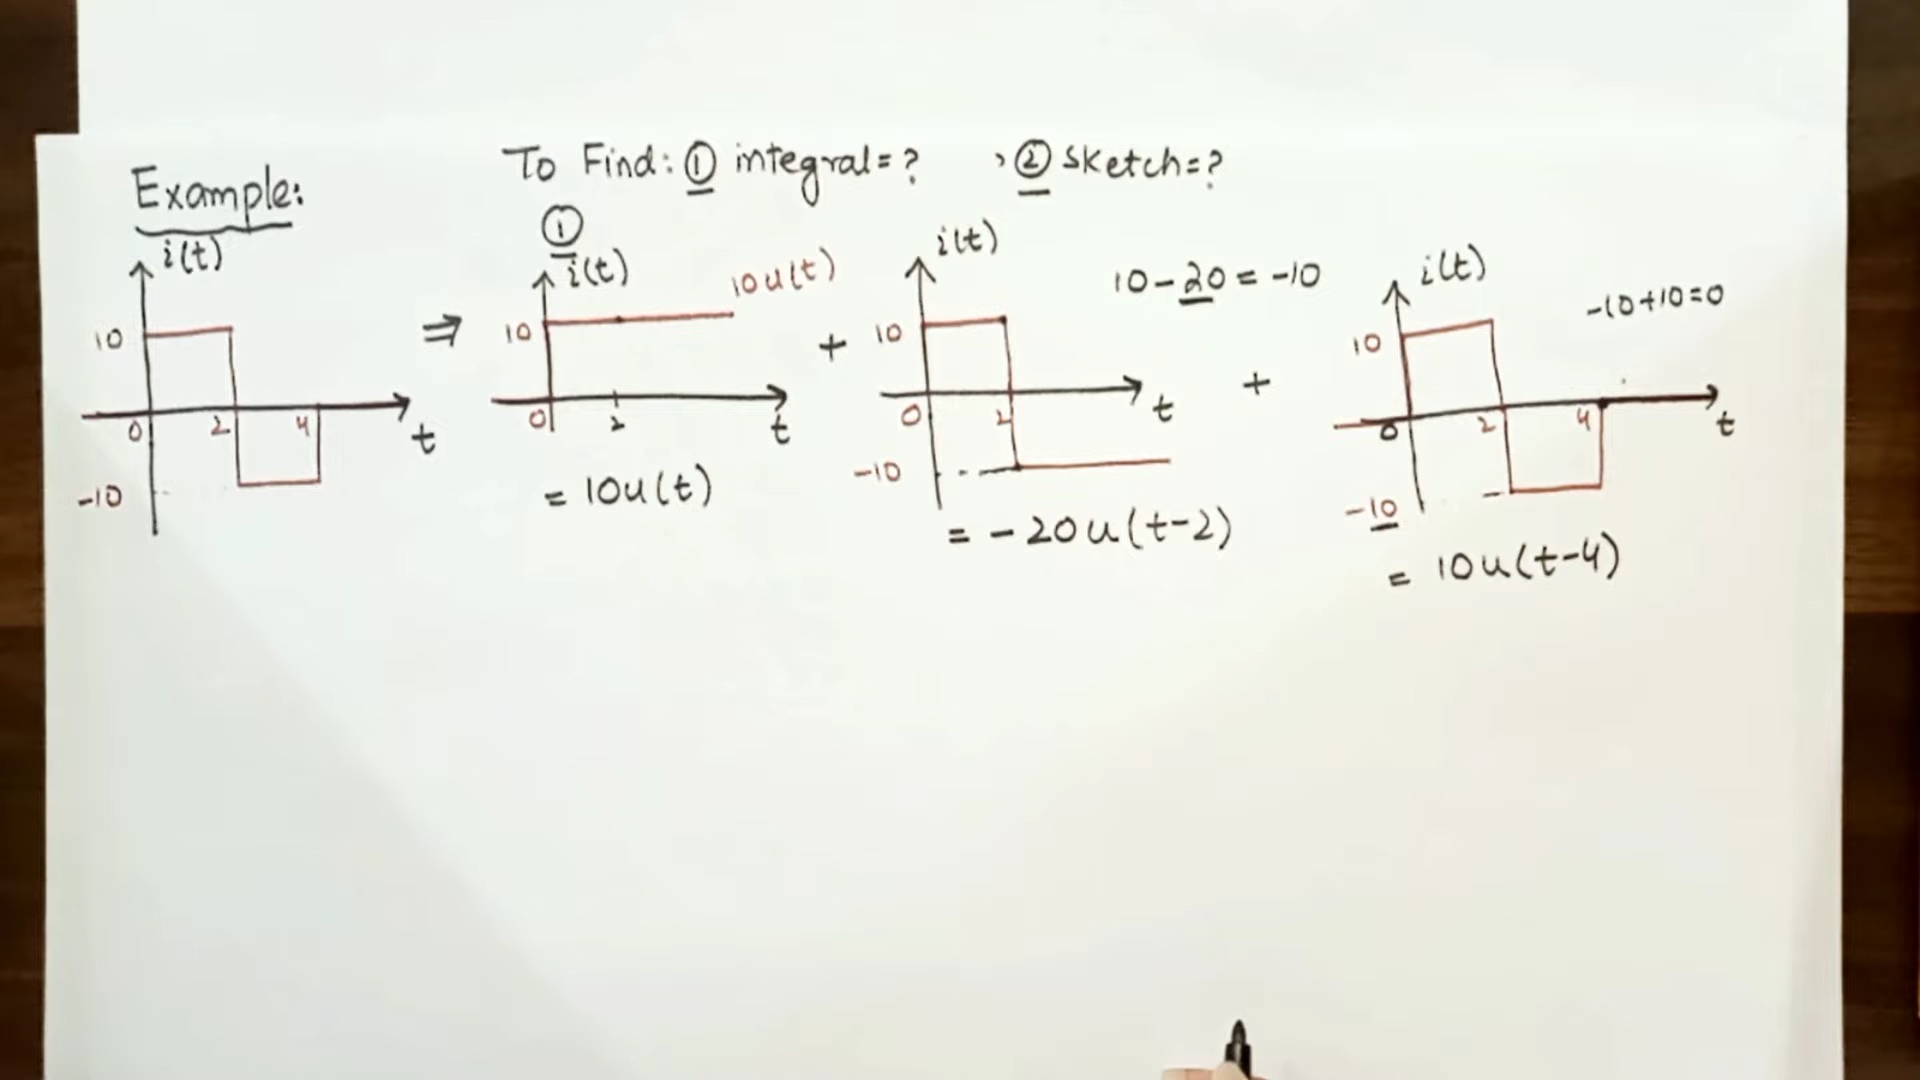 Example:
To Find: ① integral=? , ② sketch=?
i(t)
10
0
2
4
t
-10
⇒
①
i(t)
10u(t)
10
0
2
t
= 10u(t)
+
i(t)
10 - 20 = -10
10
0
2
t
-10
= - 20u(t-2)
+
i(t)
-10+10=0
10
0
2
4
t
-10
= 10u(t-4)